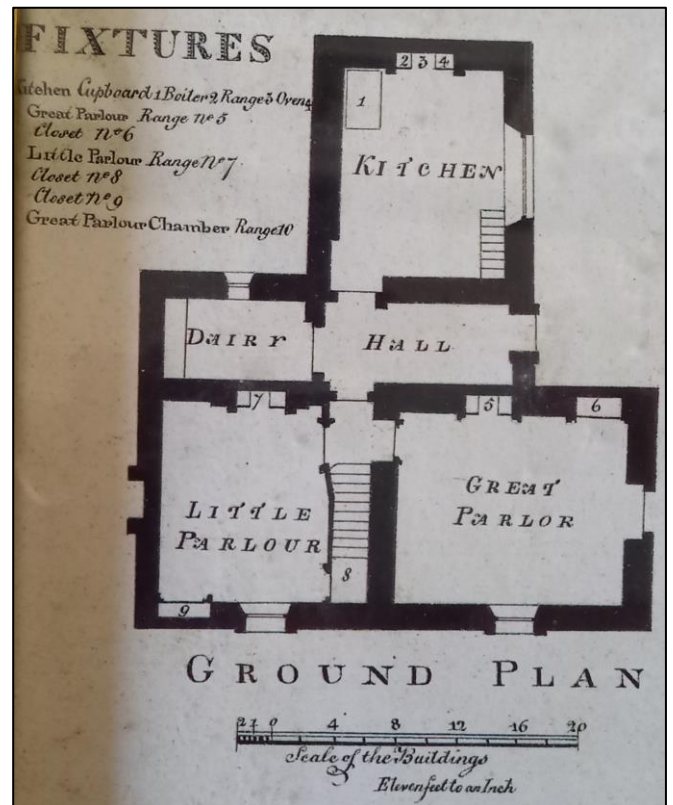 FIXTURES
Kitchen Cupboard 1 Boiler 2 Range 3 Oven 4
Great Parlour Range No 5
Closet No 6
Little Parlour Range No 7
Closet No 8
Closet No 9
Great Parlour Chamber Range 10
2 3 4
1
KITCHEN
DAIRY
HALL
7
5
6
GREAT
PARLOR
LITTLE
PARLOUR
8
9
GROUND PLAN
2 1 0 4 8 12 16 20
Scale of the Buildings
Eleven feet to an Inch